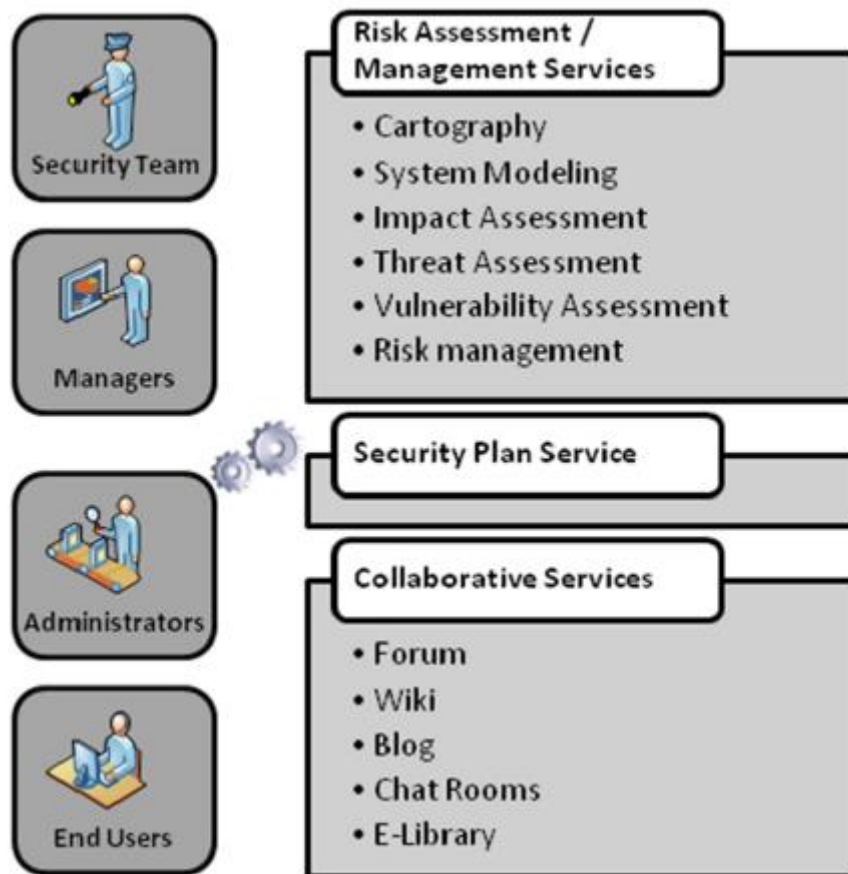 Security Team
Managers
Administrators
End Users
Risk Assessment /
Management Services
• Cartography
• System Modeling
• Impact Assessment
• Threat Assessment
• Vulnerability Assessment
• Risk management
Security Plan Service
Collaborative Services
• Forum
• Wiki
• Blog
• Chat Rooms
• E-Library